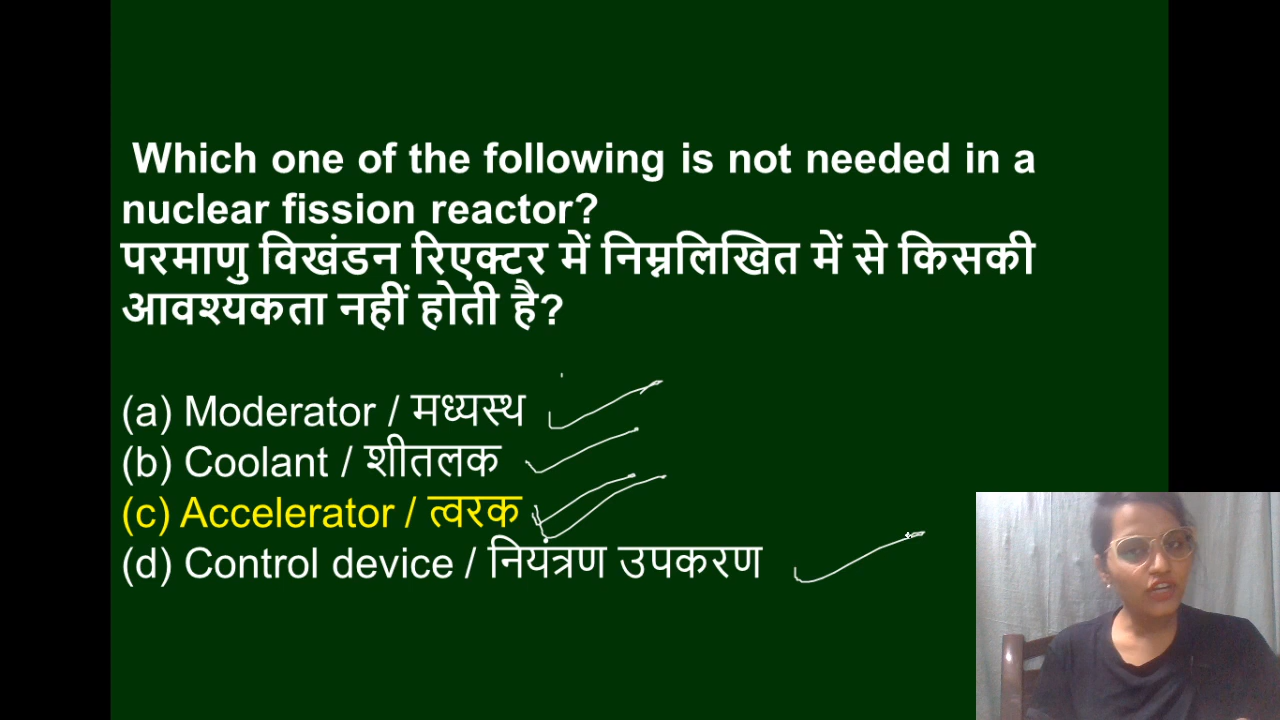 Which one of the following is not needed in a
nuclear fission reactor?
परमाणु विखंडन रिएक्टर में निम्नलिखित में से किसकी
आवश्यकता नहीं होती है?
(a) Moderator / मध्यस्थ
(b) Coolant / शीतलक
(c) Accelerator / त्वरक
(d) Control device / नियंत्रण उपकरण